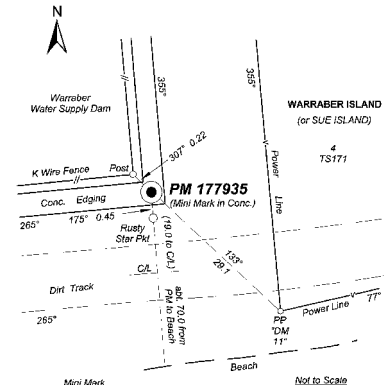 N
Warraber
Water Supply Dam
355°
355°
WARRABER ISLAND
(or SUE ISLAND)
4
TS171
307° 0.22
K Wire Fence
Post
Power Line
PM 177935
(Mini Mark in Conc.)
Conc. Edging
265°
175° 0.45
Rusty
Star Pkt
(19.0 to C/L)
133°
29.1
C/L
Dirt Track
265°
abt. 70.0 from
PM to Beach
77°
Power Line
PP
"DM
11"
Beach
Mini Mark
Not to Scale